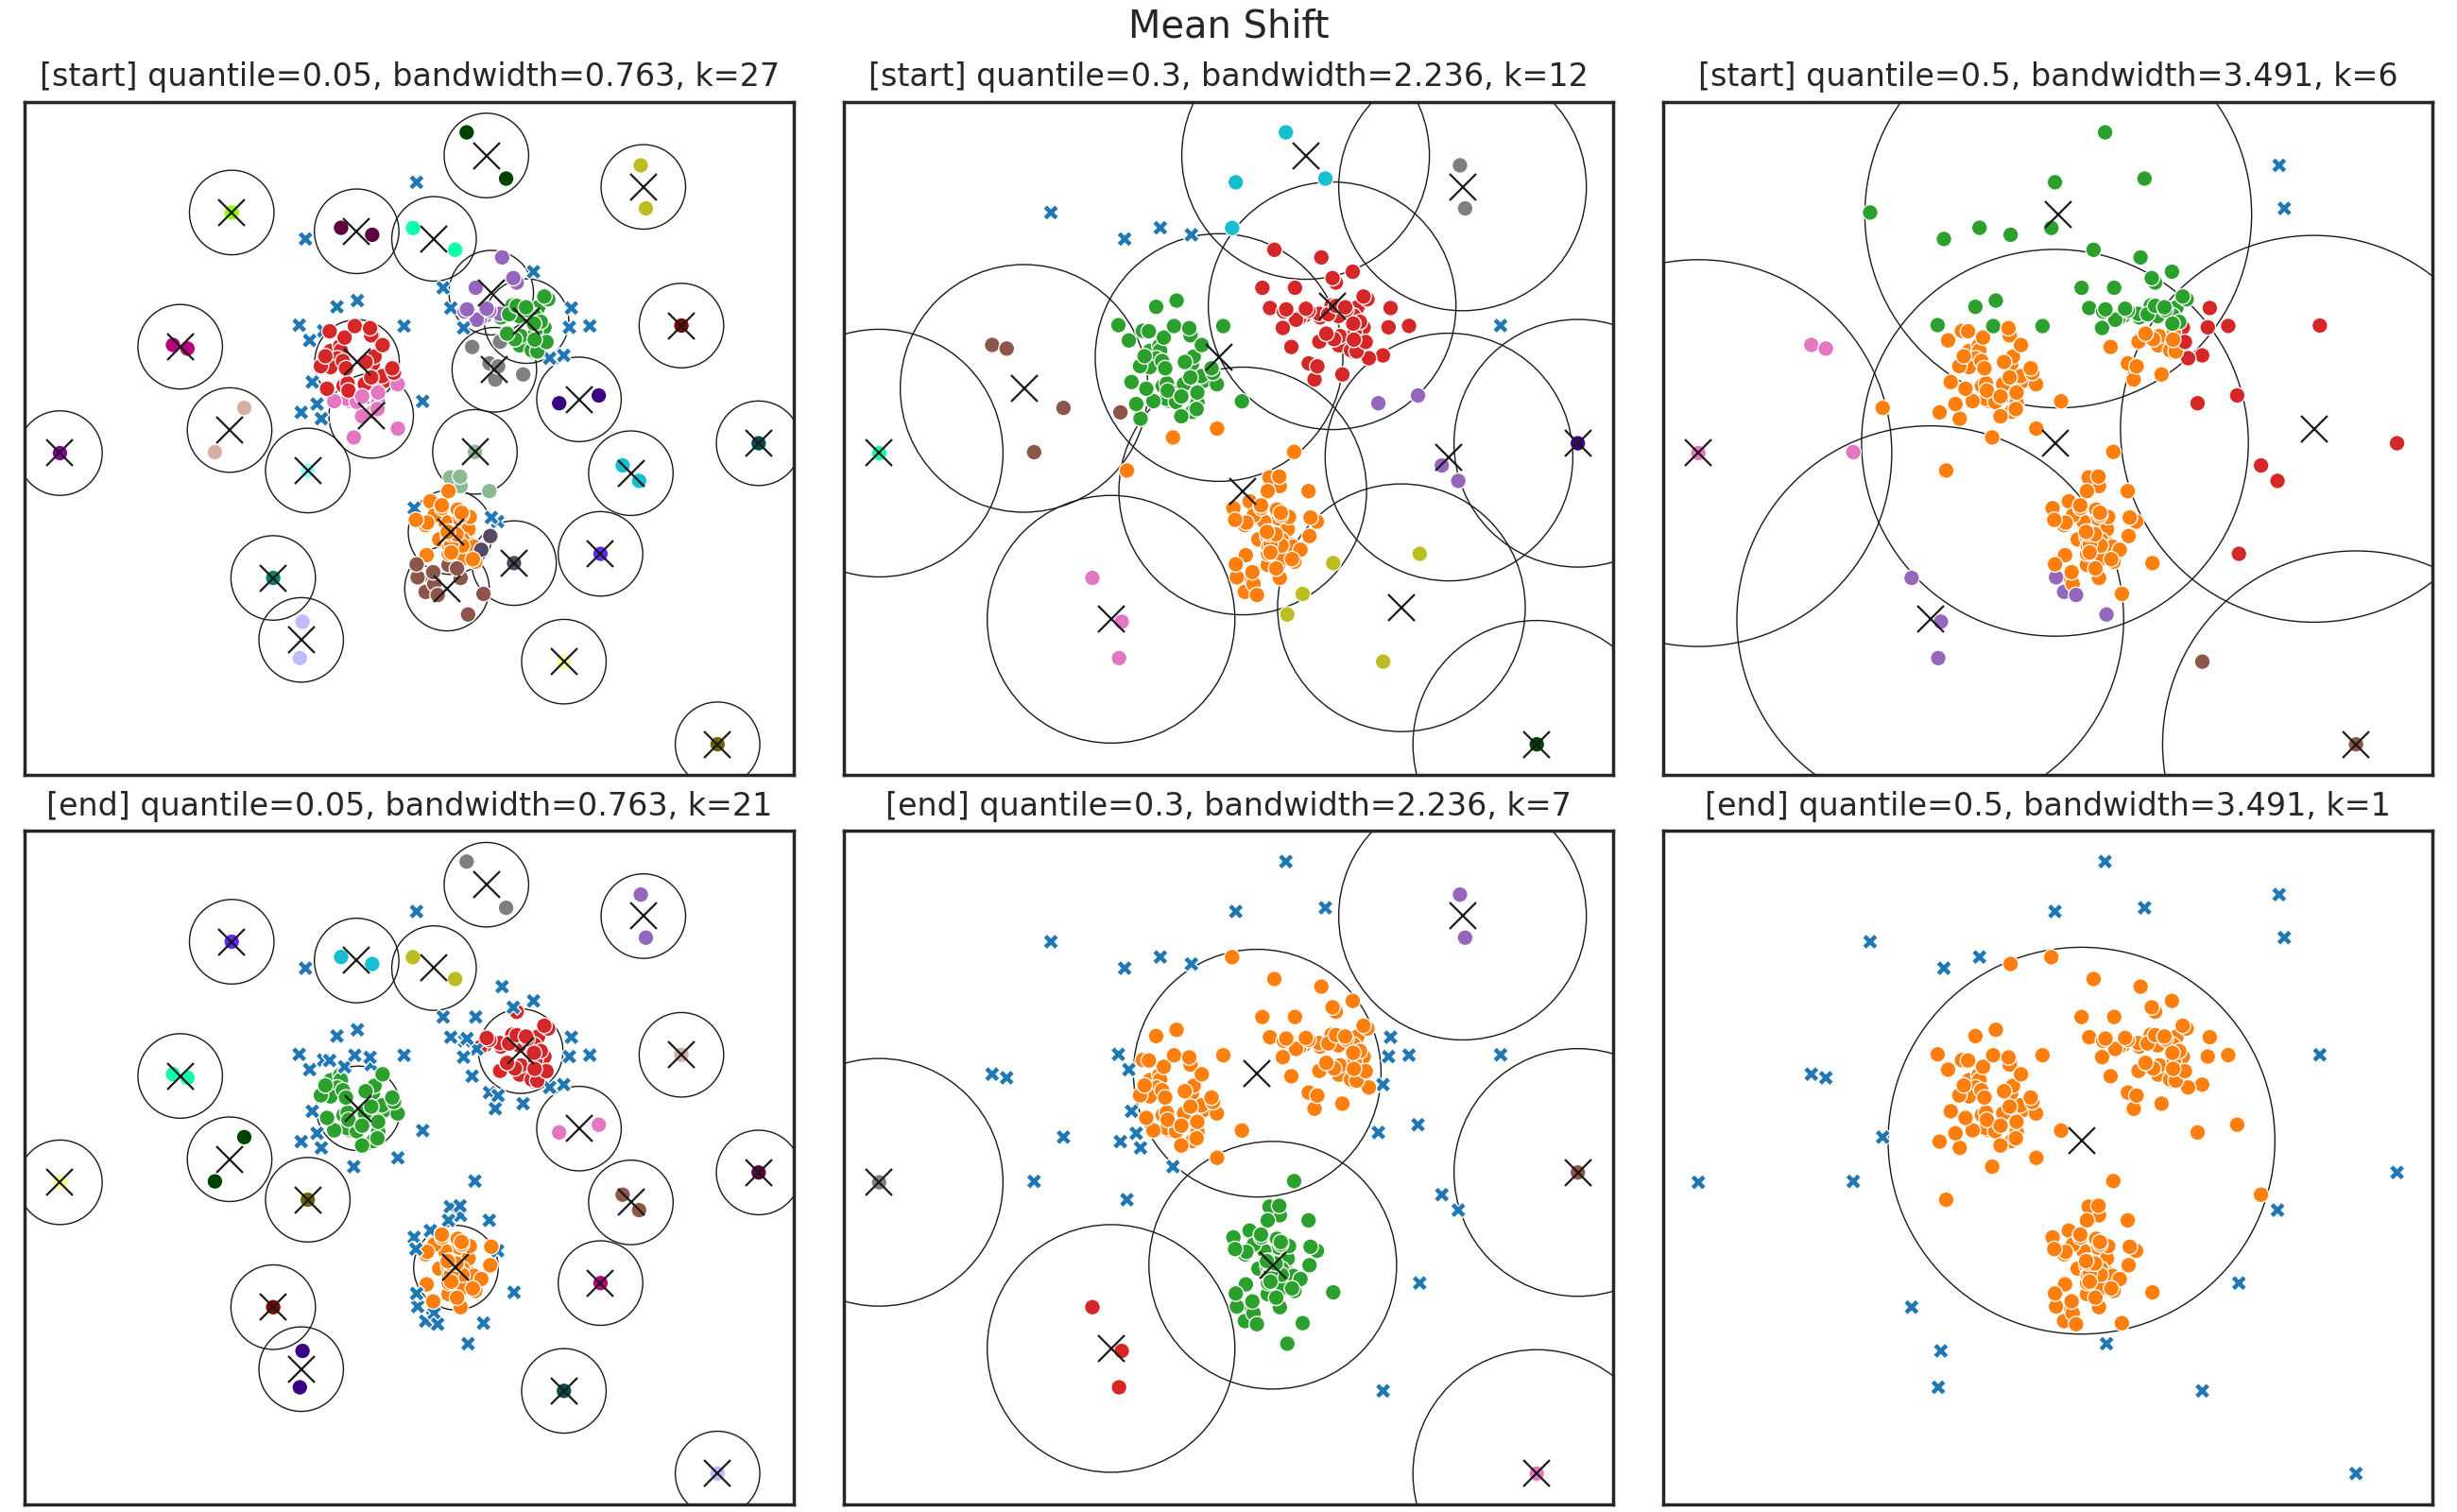 Mean Shift
[start] quantile=0.05, bandwidth=0.763, k=27
[start] quantile=0.3, bandwidth=2.236, k=12
[start] quantile=0.5, bandwidth=3.491, k=6
[end] quantile=0.05, bandwidth=0.763, k=21
[end] quantile=0.3, bandwidth=2.236, k=7
[end] quantile=0.5, bandwidth=3.491, k=1